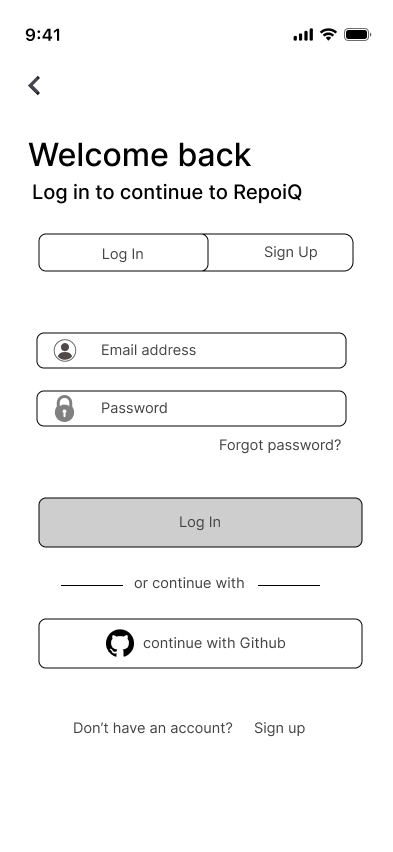 9:41
Welcome back
Log in to continue to RepoiQ
Log In Sign Up
Email address
Password
Forgot password?
Log In
or continue with
continue with Github
Don’t have an account? Sign up